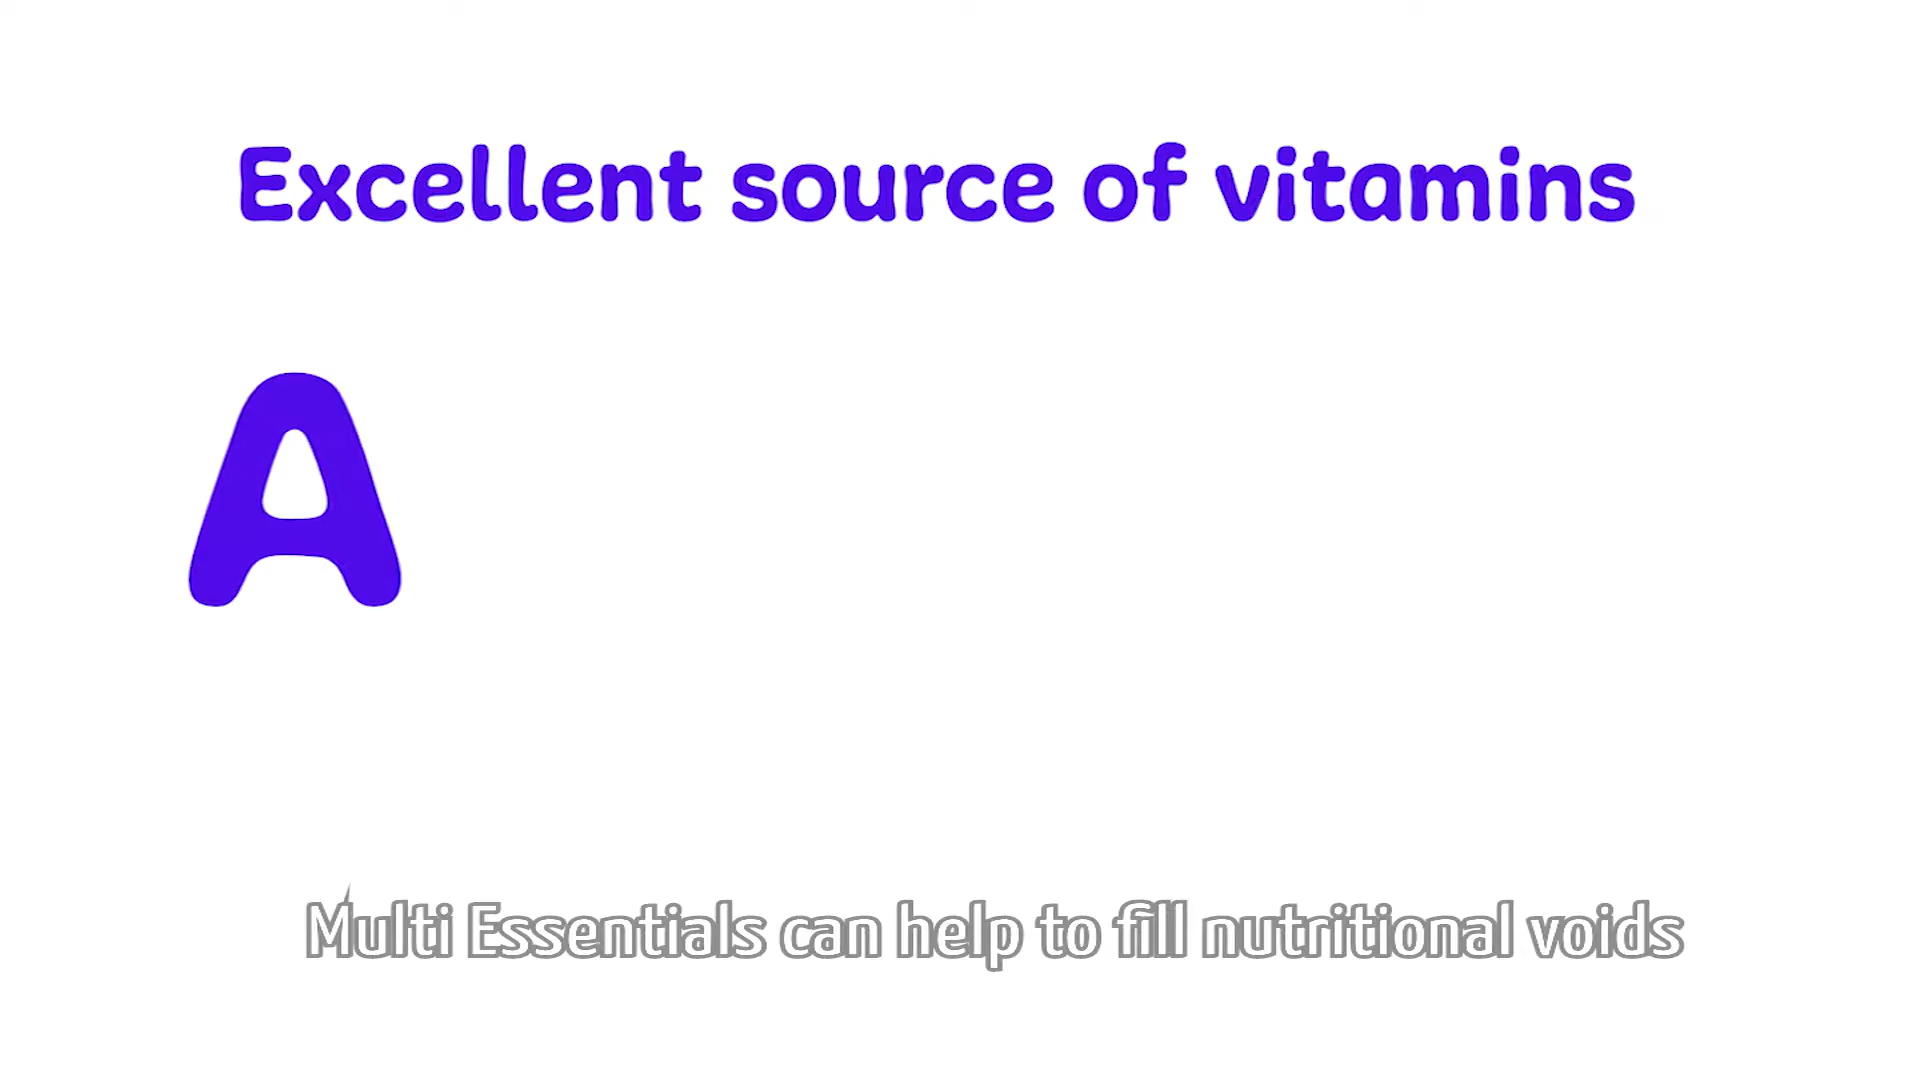 Excellent source of vitamins
A
Multi Essentials can help to fill nutritional voids